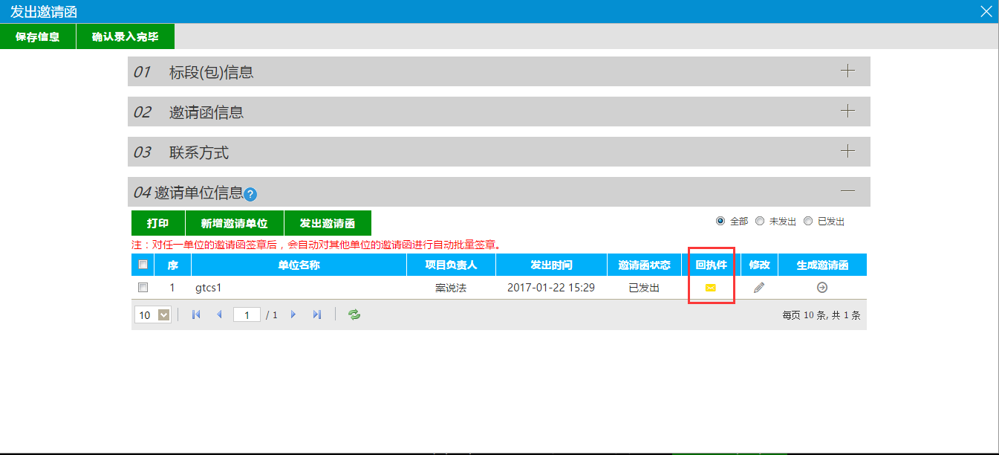 发出邀请函
保存信息 确认录入完毕
01 标段(包)信息
02 邀请函信息
03 联系方式
04 邀请单位信息 ?
打印 新增邀请单位 发出邀请函 全部 未发出 已发出
注：对任一单位的邀请函签章后，会自动对其他单位的邀请函进行自动批量签章。
序 单位名称 项目负责人 发出时间 邀请函状态 回执件 修改 生成邀请函
1 gtcs1 案说法 2017-01-22 15:29 已发出
10 1 / 1 每页 10 条, 共 1 条